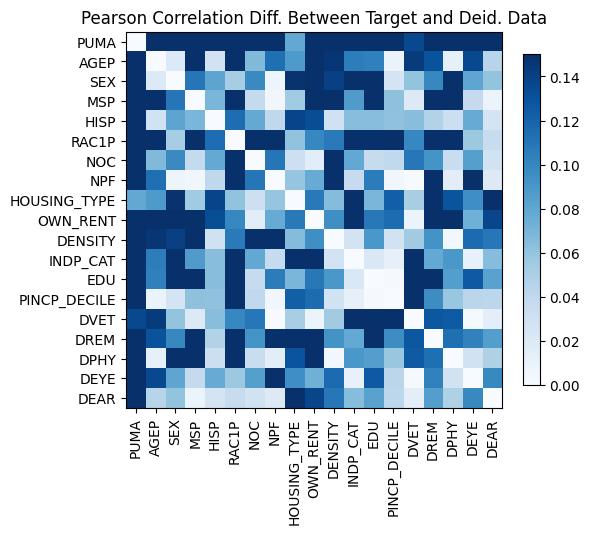 Pearson Correlation Diff. Between Target and Deid. Data
PUMA
AGEP
SEX
MSP
HISP
RAC1P
NOC
NPF
HOUSING_TYPE
OWN_RENT
DENSITY
INDP_CAT
EDU
PINCP_DECILE
DVET
DREM
DPHY
DEYE
DEAR
PUMA
AGEP
SEX
MSP
HISP
RAC1P
NOC
NPF
HOUSING_TYPE
OWN_RENT
DENSITY
INDP_CAT
EDU
PINCP_DECILE
DVET
DREM
DPHY
DEYE
DEAR
0.14
0.12
0.10
0.08
0.06
0.04
0.02
0.00